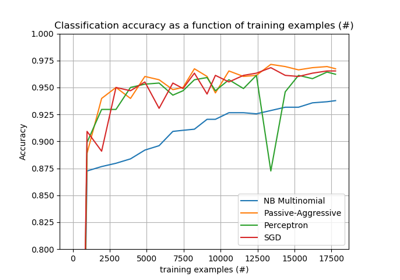 Classification accuracy as a function of training examples (#)
1.000
0.975
0.950
0.925
0.900
0.875
0.850
0.825
0.800
Accuracy
NB Multinomial
Passive-Aggressive
Perceptron
SGD
0 2500 5000 7500 10000 12500 15000 17500
training examples (#)